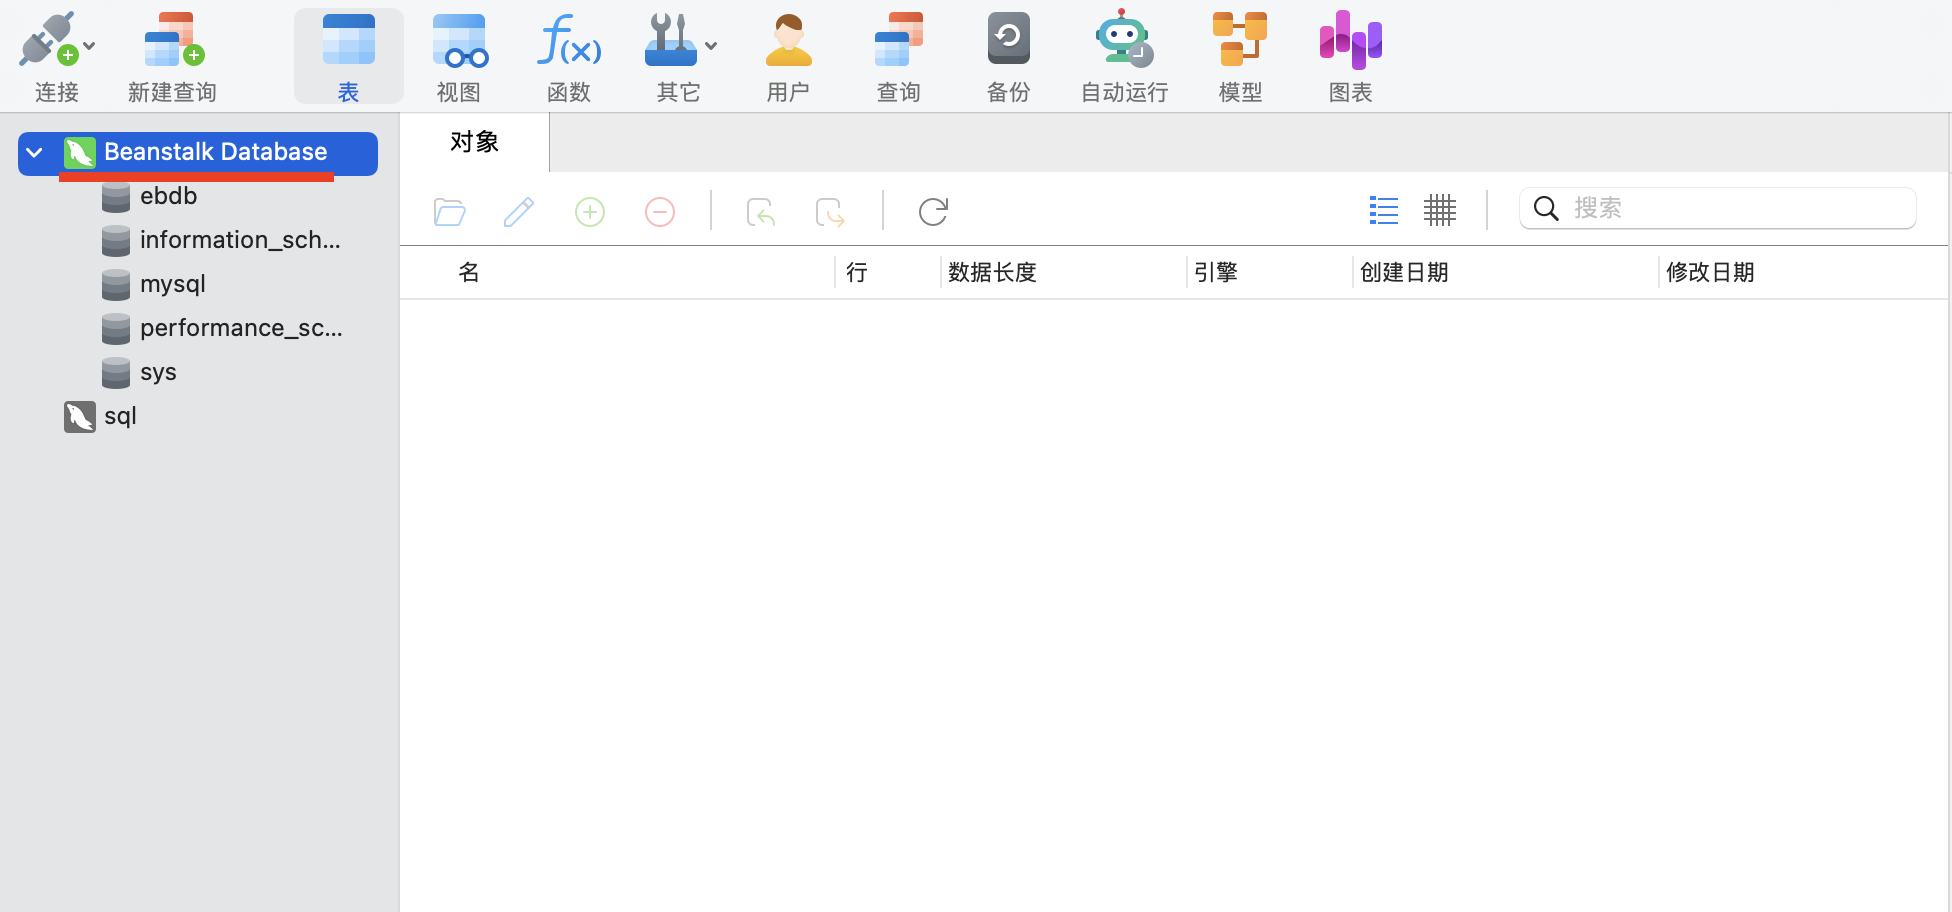 连接
新建查询
表
视图
函数
其它
用户
查询
备份
自动运行
模型
图表
Beanstalk Database
ebdb
information_sch...
mysql
performance_sc...
sys
sql
对象
搜索
名
行
数据长度
引擎
创建日期
修改日期